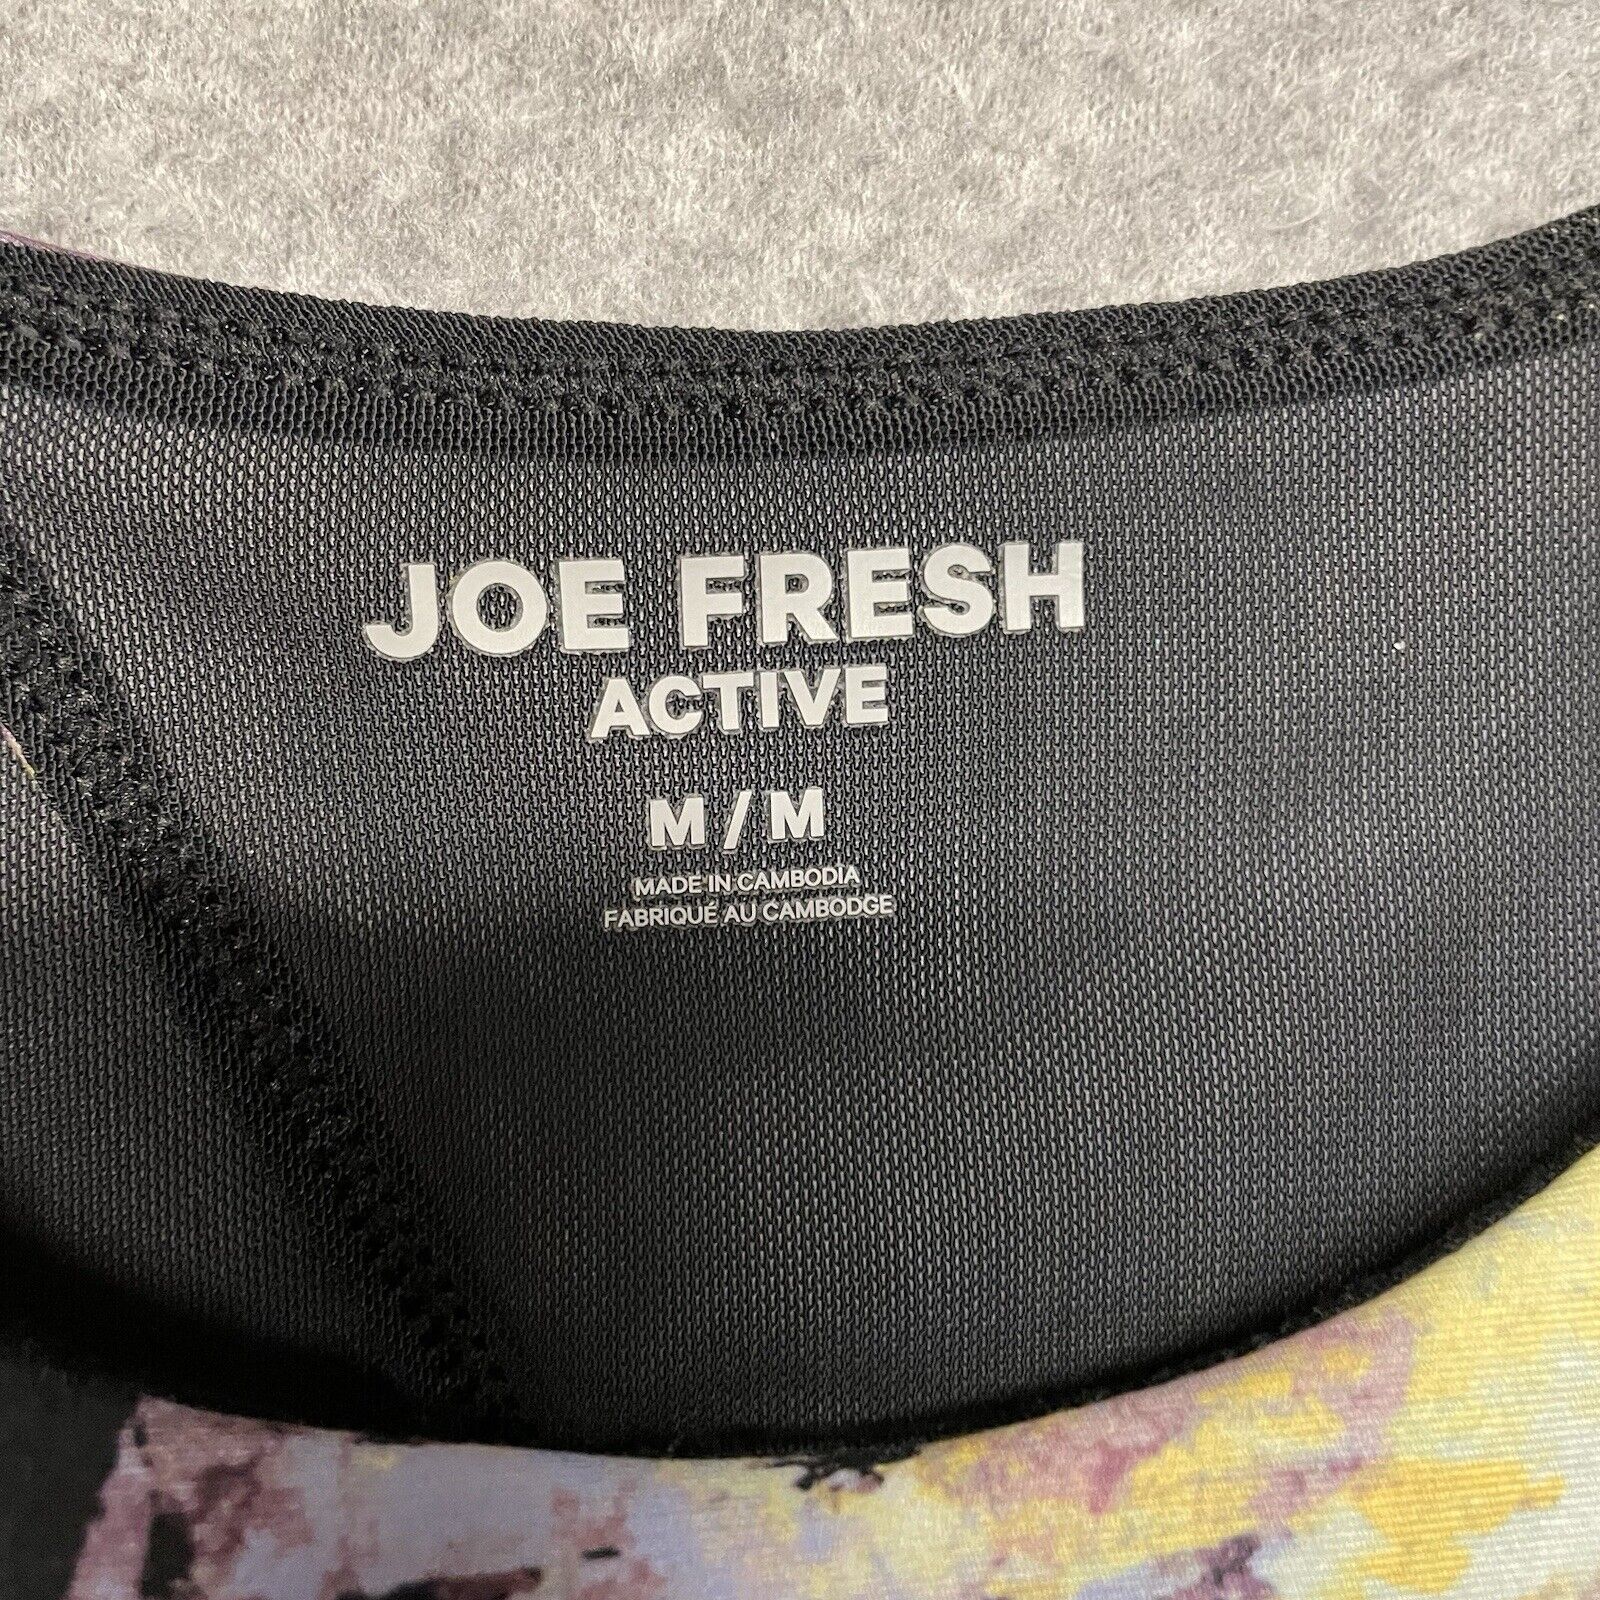 JOE FRESH
ACTIVE
M / M
MADE IN CAMBODIA
FABRIQUÉ AU CAMBODGE